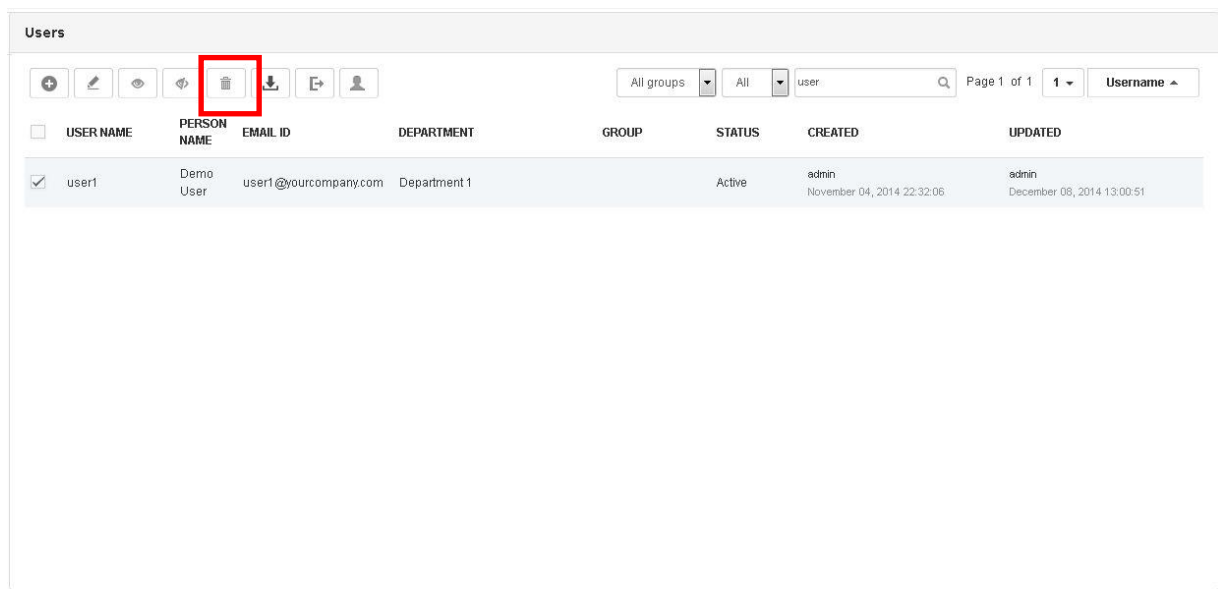 Users
All groups All user Page 1 of 1 1 Username
USER NAME PERSON NAME EMAIL ID DEPARTMENT GROUP STATUS CREATED UPDATED
user1 Demo User user1@yourcompany.com Department 1 Active admin admin
November 04, 2014 22:32:06 December 08, 2014 13:00:51